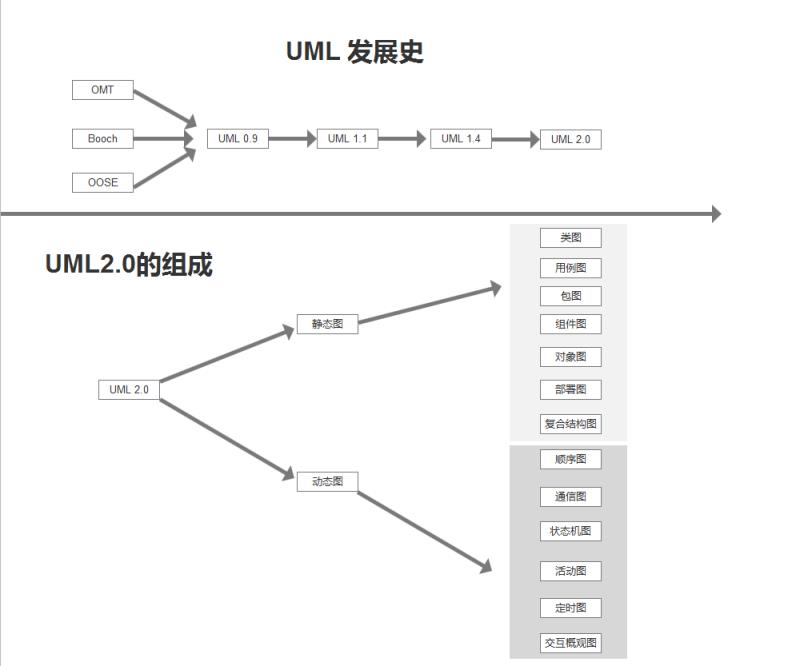 UML 发展史
OMT
Booch
OOSE
UML 0.9
UML 1.1
UML 1.4
UML 2.0
UML2.0的组成
UML 2.0
静态图
动态图
类图
用例图
包图
组件图
对象图
部署图
复合结构图
顺序图
通信图
状态机图
活动图
定时图
交互概观图